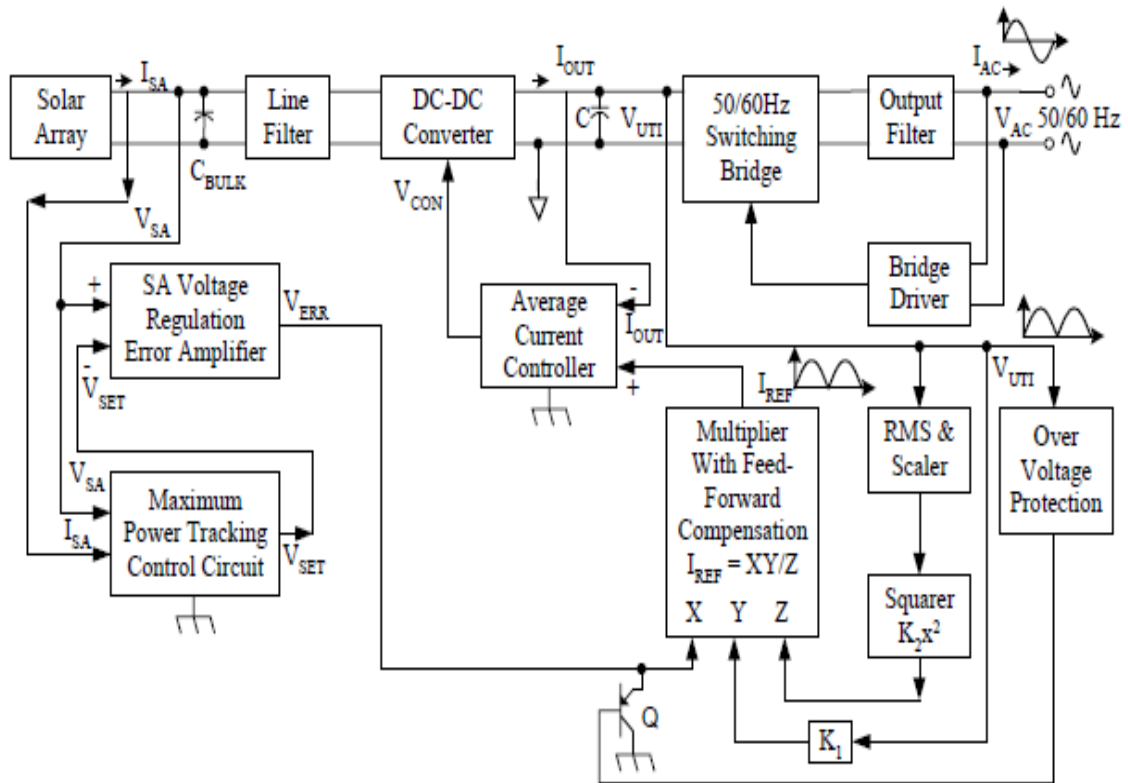 I_SA
I_OUT
I_AC
Solar
Array
Line
Filter
DC-DC
Converter
C
V_UTI
50/60Hz
Switching
Bridge
Output
Filter
V_AC 50/60 Hz
C_BULK
V_CON
V_SA
+
SA Voltage
Regulation
Error Amplifier
-
V_SET
V_ERR
Average
Current
Controller
-
I_OUT
+
Bridge
Driver
I_REF
V_UTI
Multiplier
With Feed-
Forward
Compensation
I_REF = XY/Z
X Y Z
RMS &
Scaler
Over
Voltage
Protection
V_SA
I_SA
Maximum
Power Tracking
Control Circuit
V_SET
Squarer
K₂x²
Q
K₁